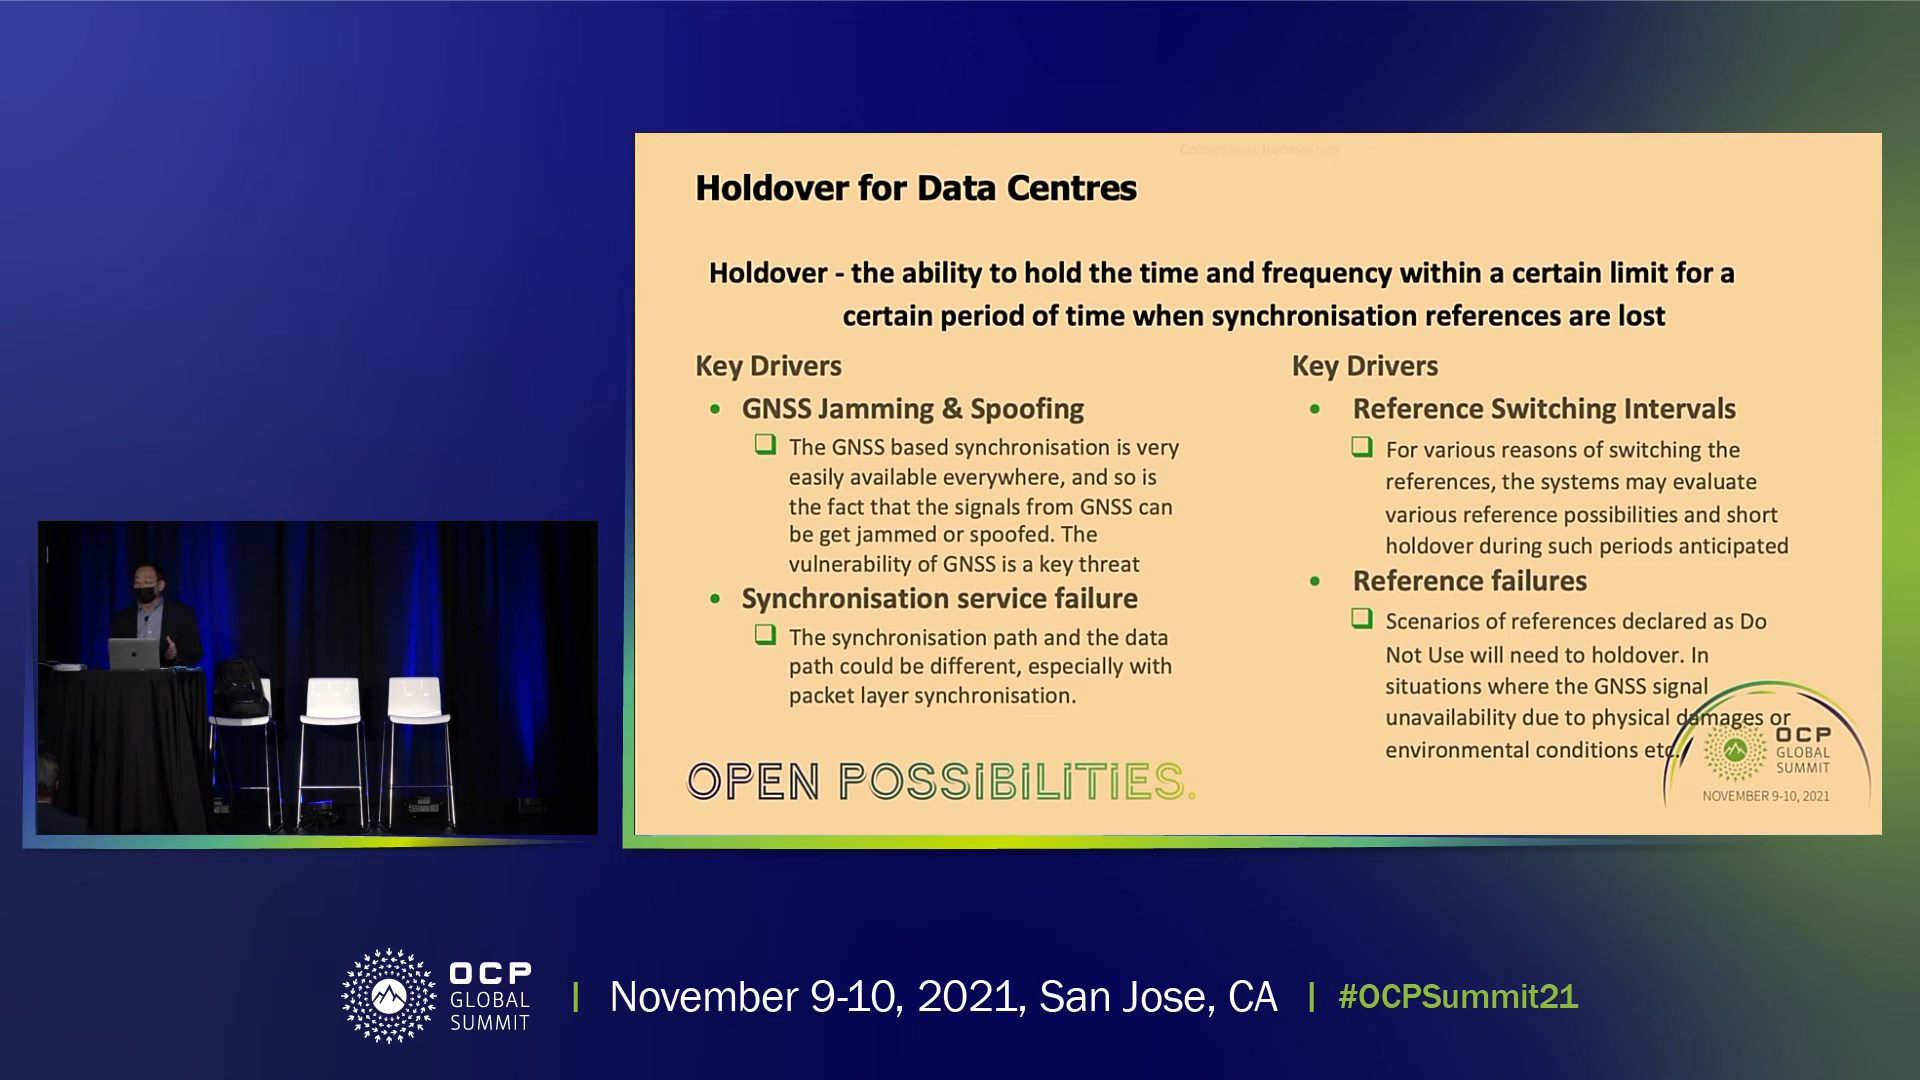 CONFIDENTIAL INFORMATION
Holdover for Data Centres
Holdover - the ability to hold the time and frequency within a certain limit for a
certain period of time when synchronisation references are lost
Key Drivers
• GNSS Jamming & Spoofing
❑ The GNSS based synchronisation is very
easily available everywhere, and so is
the fact that the signals from GNSS can
be get jammed or spoofed. The
vulnerability of GNSS is a key threat
• Synchronisation service failure
❑ The synchronisation path and the data
path could be different, especially with
packet layer synchronisation.
Key Drivers
• Reference Switching Intervals
❑ For various reasons of switching the
references, the systems may evaluate
various reference possibilities and short
holdover during such periods anticipated
• Reference failures
❑ Scenarios of references declared as Do
Not Use will need to holdover. In
situations where the GNSS signal
unavailability due to physical damages or
environmental conditions etc.
OPEN POSSIBILITIES.
OCP
GLOBAL
SUMMIT
NOVEMBER 9-10, 2021
OCP
GLOBAL
SUMMIT
November 9-10, 2021, San Jose, CA
#OCPSummit21